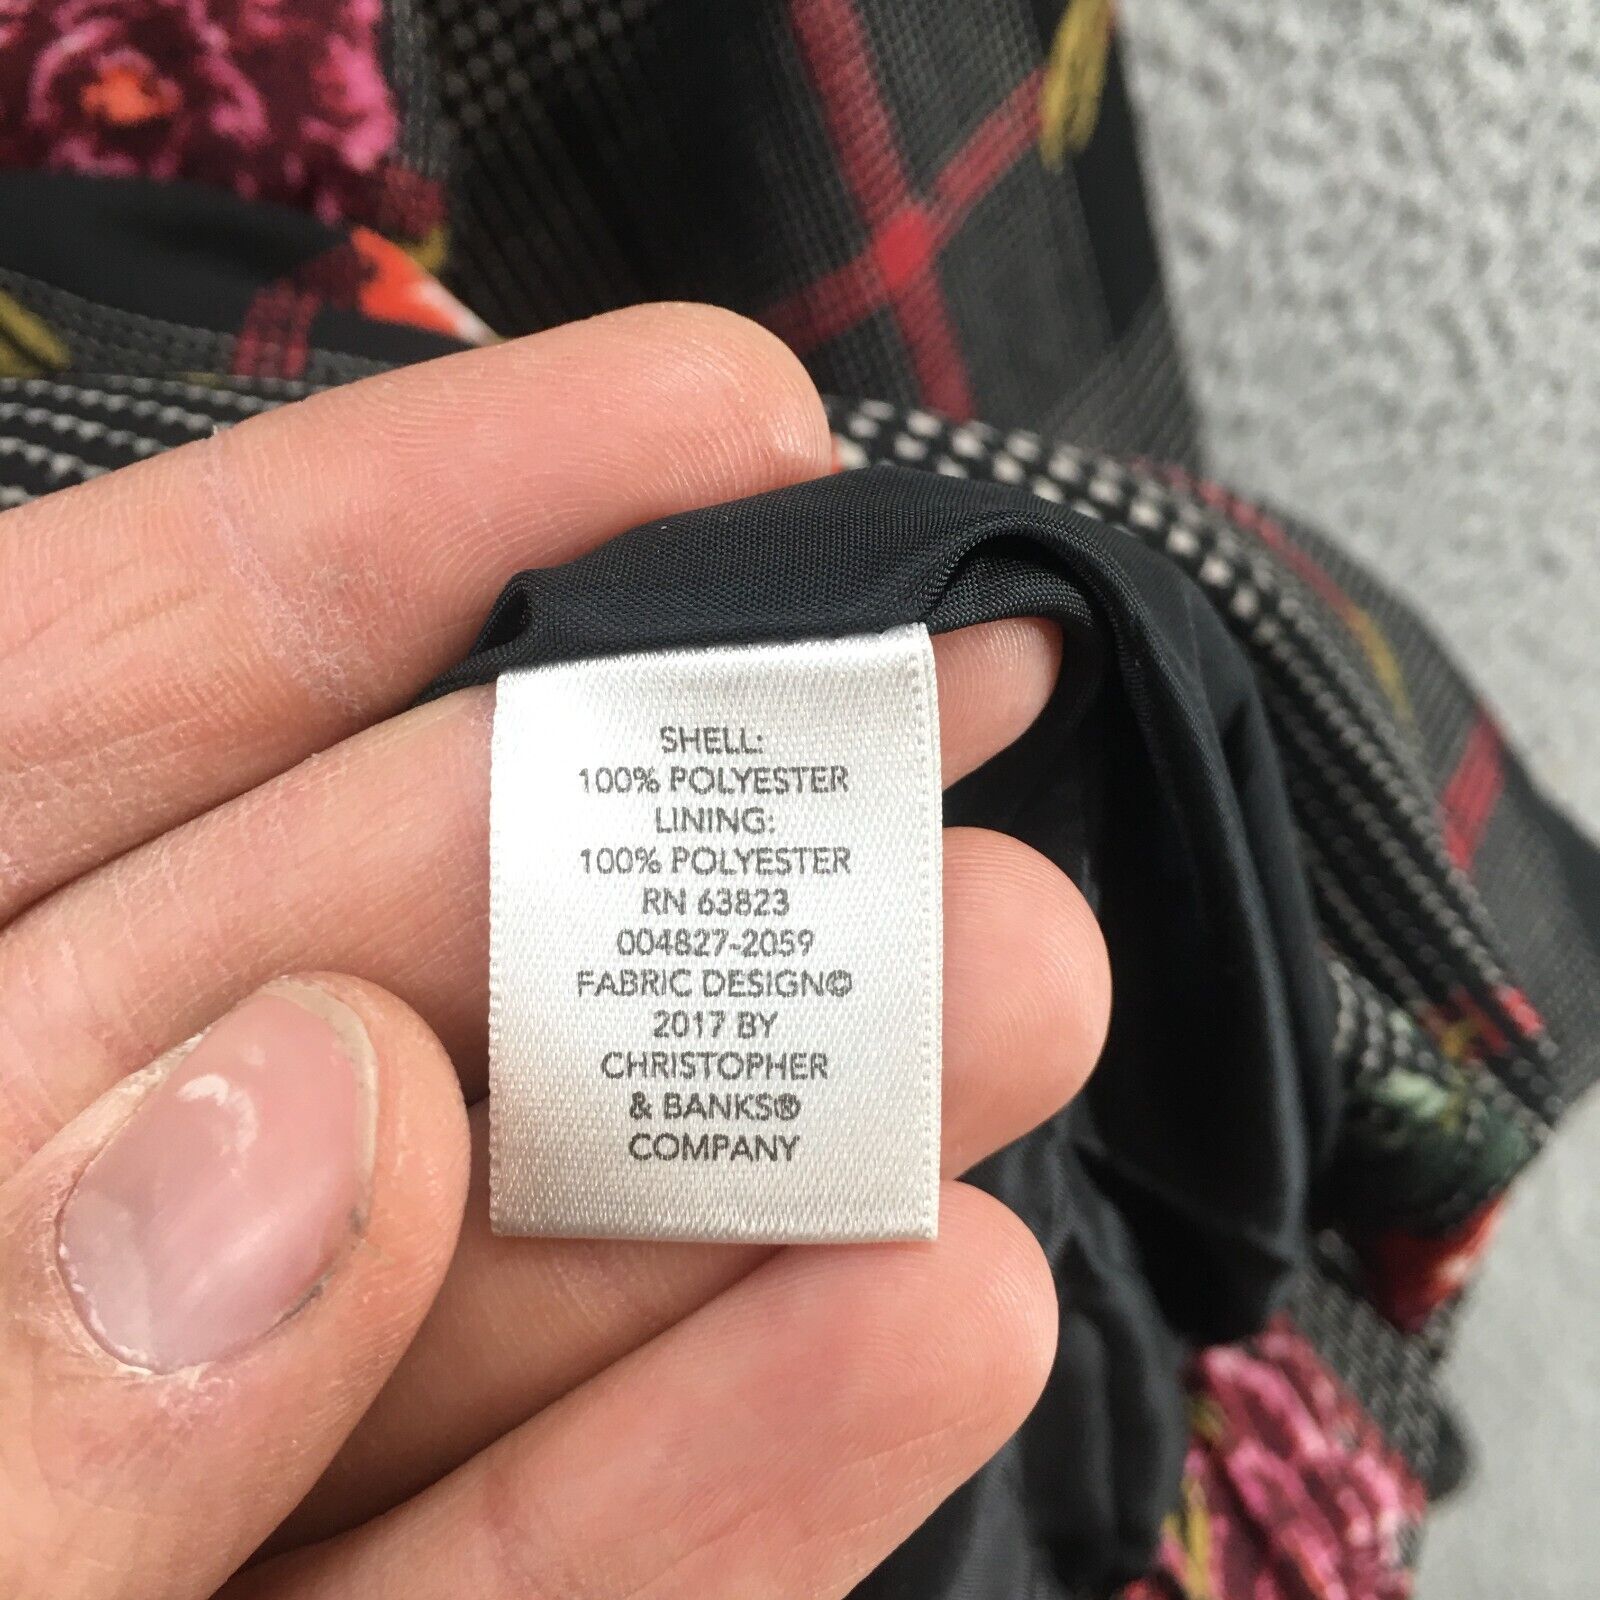 SHELL:
100% POLYESTER
LINING:
100% POLYESTER
RN 63823
004827-2059
FABRIC DESIGN©
2017 BY
CHRISTOPHER
& BANKS®
COMPANY